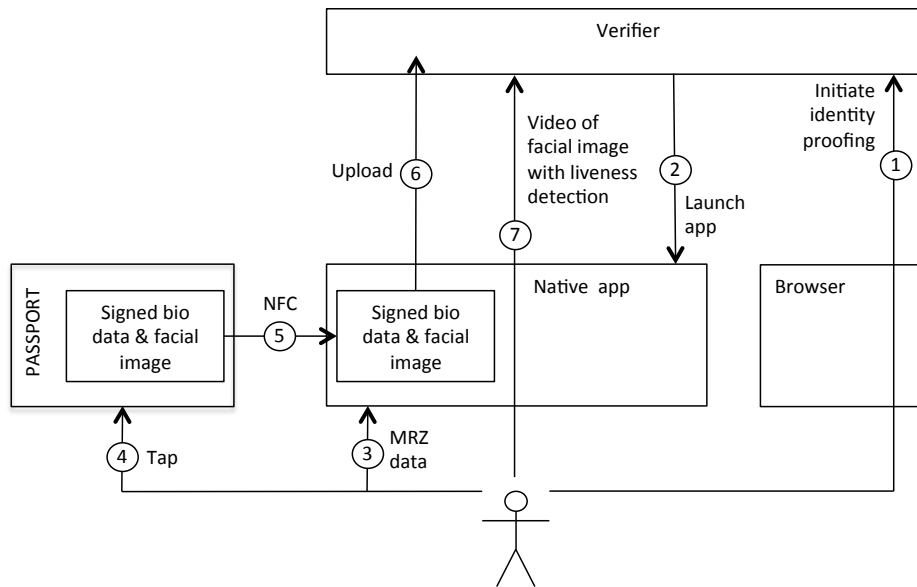 Verifier
Initiate
identity
proofing
1
Video of
facial image
with liveness
detection
2
Upload
6
Launch
app
7
PASSPORT
Signed bio
data & facial
image
NFC
5
Signed bio
data & facial
image
Native app
Browser
4
Tap
3
MRZ
data